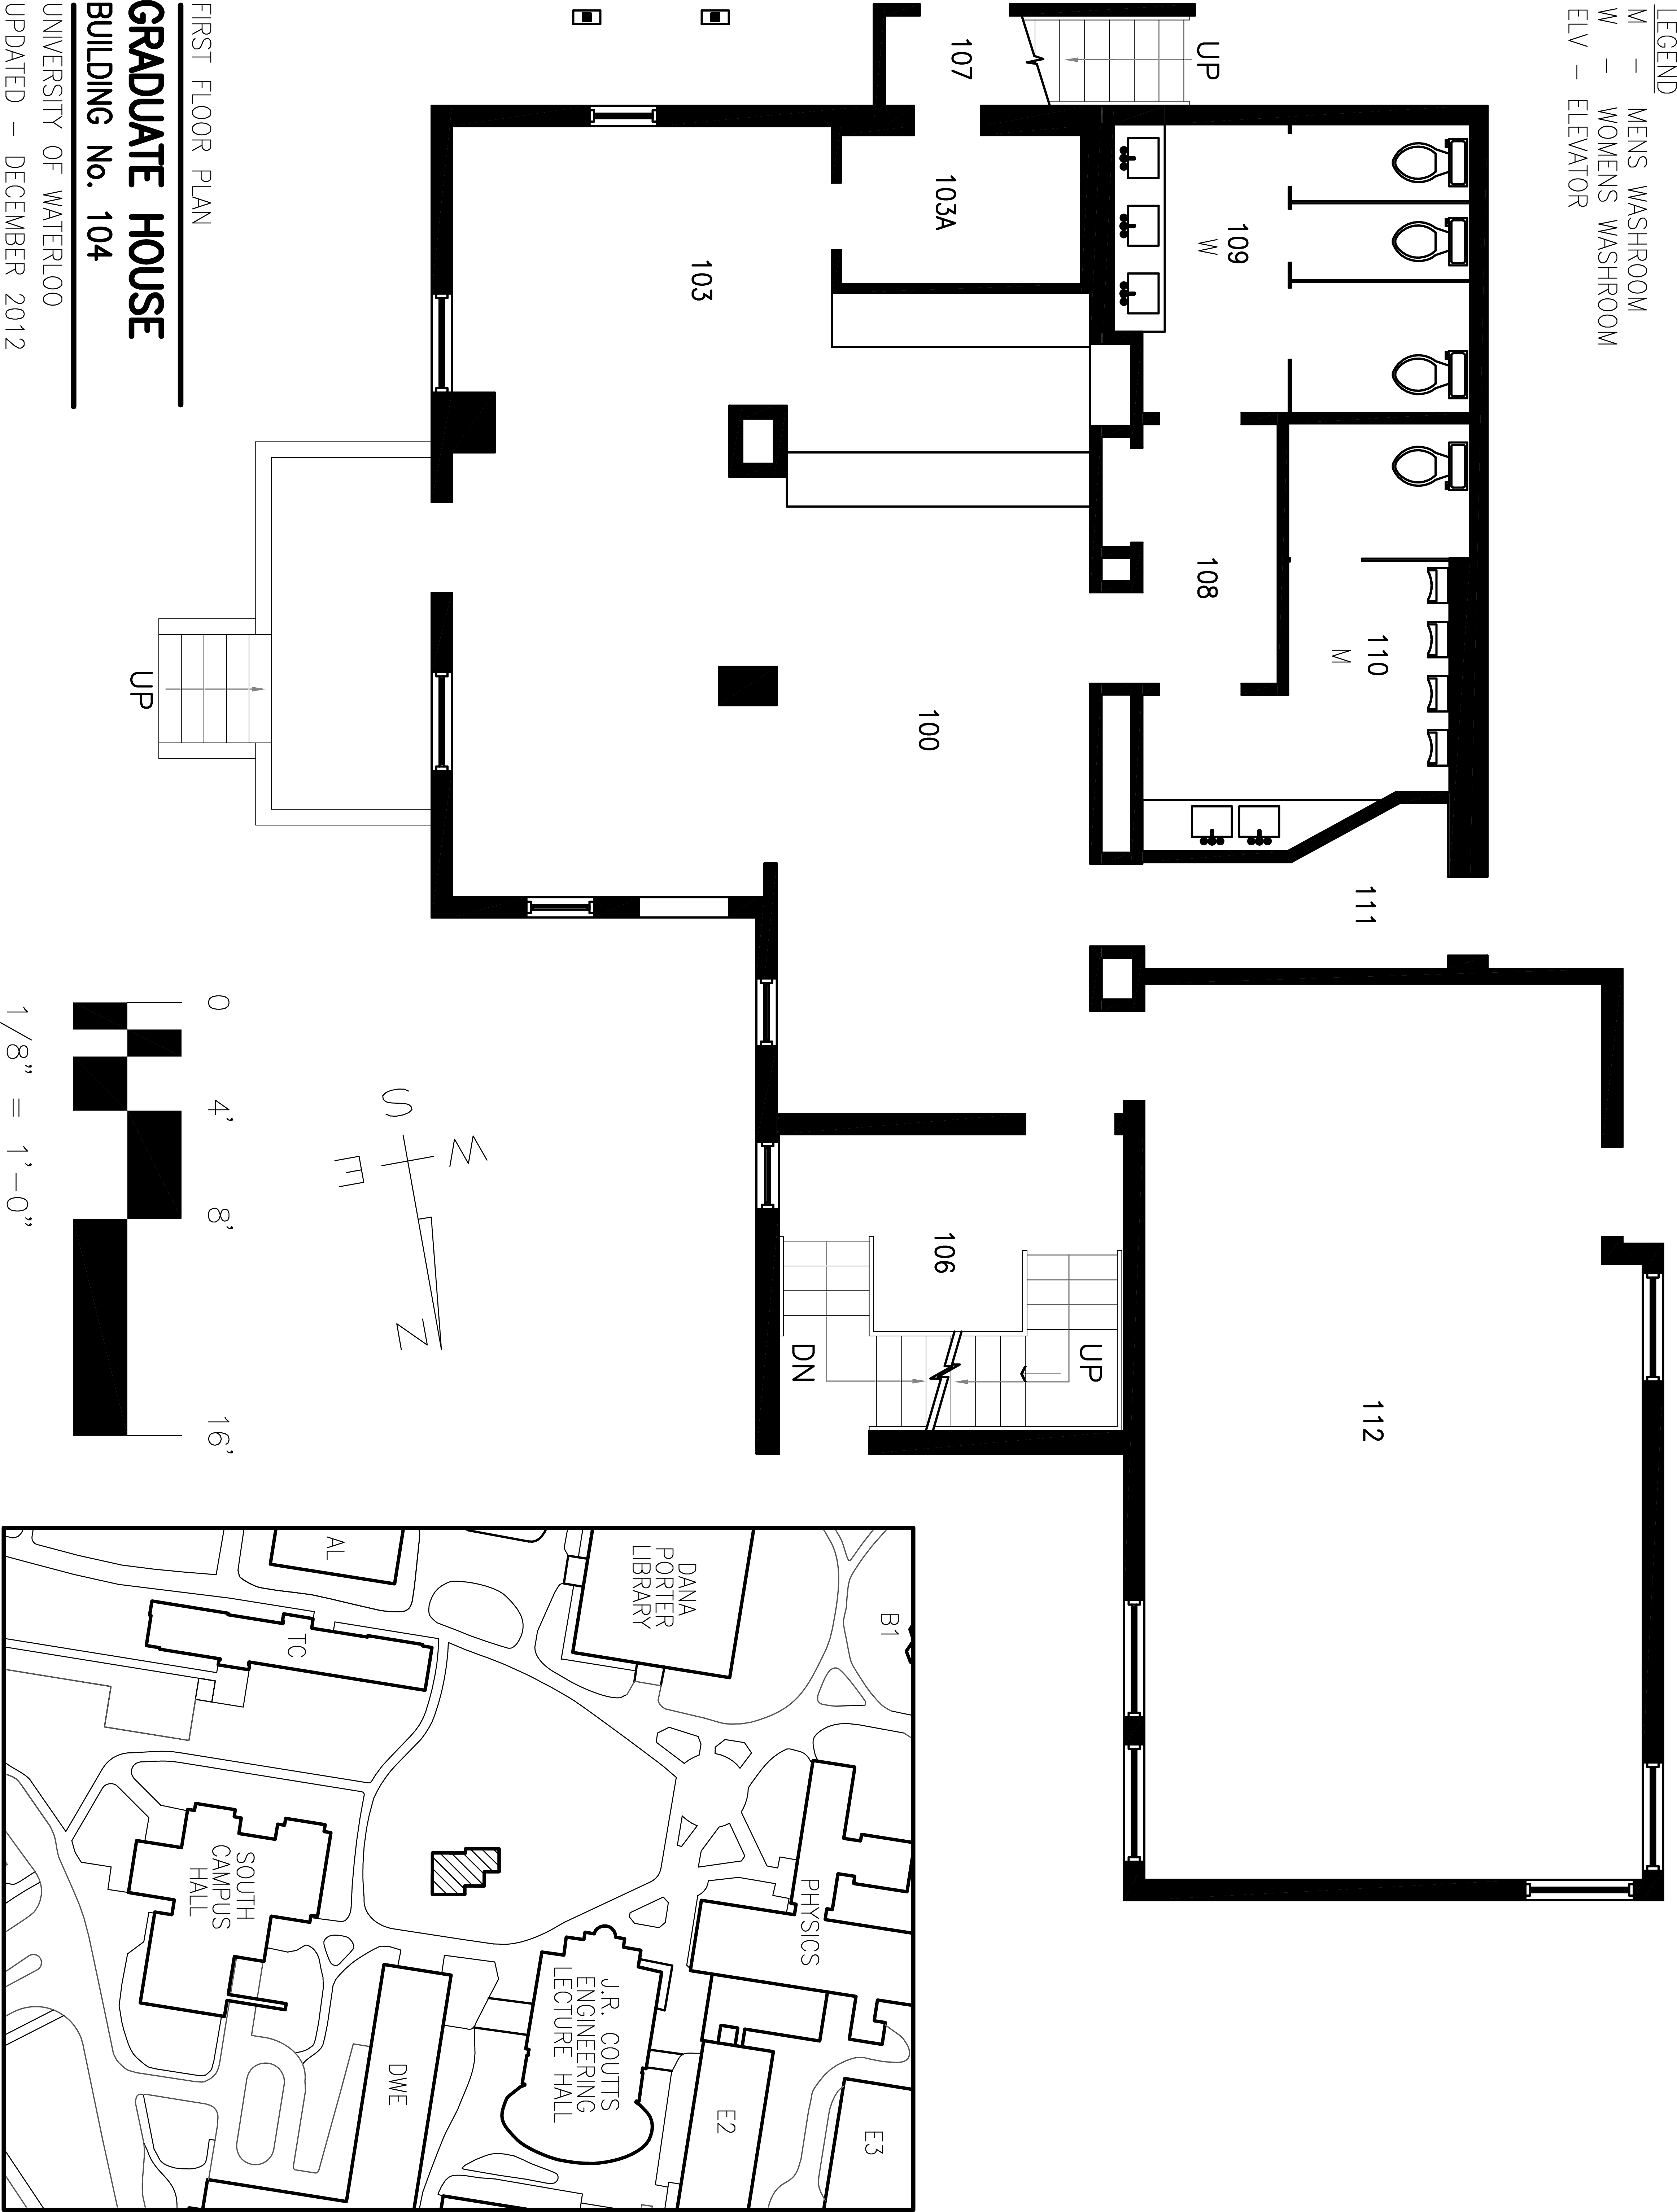 LEGEND
M - MENS WASHROOM
W - WOMENS WASHROOM
ELV - ELEVATOR
UP
107
103A
109
W
103
108
110
M
100
111
112
106
UP
DN
UP
FIRST FLOOR PLAN
GRADUATE HOUSE
BUILDING No. 104
UNIVERSITY OF WATERLOO
UPDATED - DECEMBER 2012
S
W
E
N
0 4' 8' 16'
1/8" = 1'-0"
B1
DANA
PORTER
LIBRARY
AL
TC
PHYSICS
SOUTH
CAMPUS
HALL
J.R. COUTTS
ENGINEERING
LECTURE HALL
DWE
E2
E3